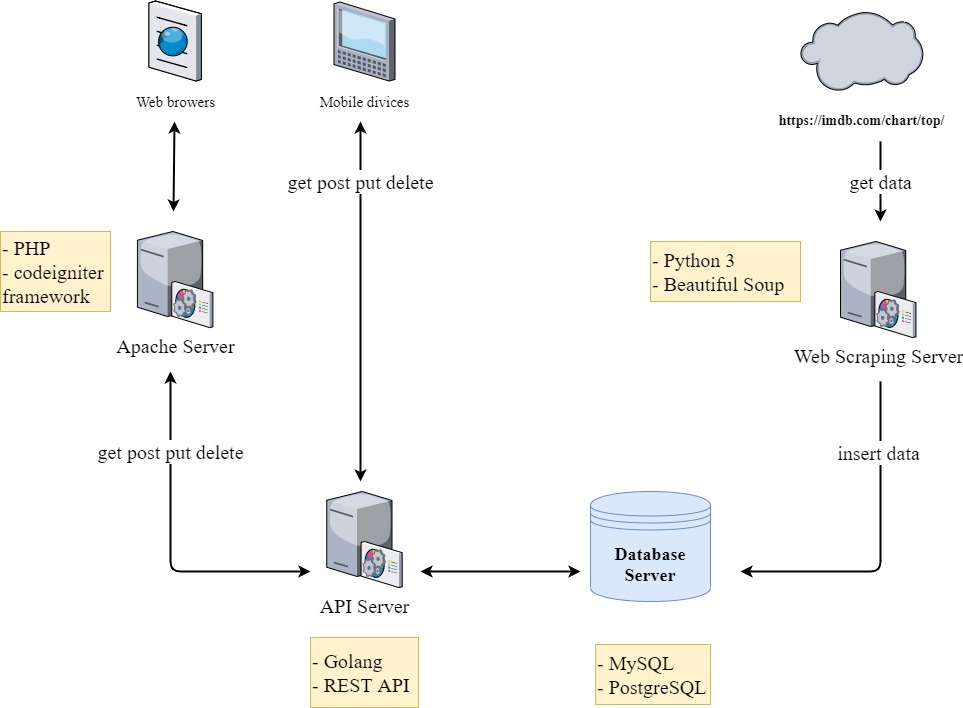 Web browers
Mobile divices
https://imdb.com/chart/top/
get post put delete
get data
- PHP
- codeigniter
framework
- Python 3
- Beautiful Soup
Apache Server
Web Scraping Server
get post put delete
insert data
Database
Server
API Server
- Golang
- REST API
- MySQL
- PostgreSQL